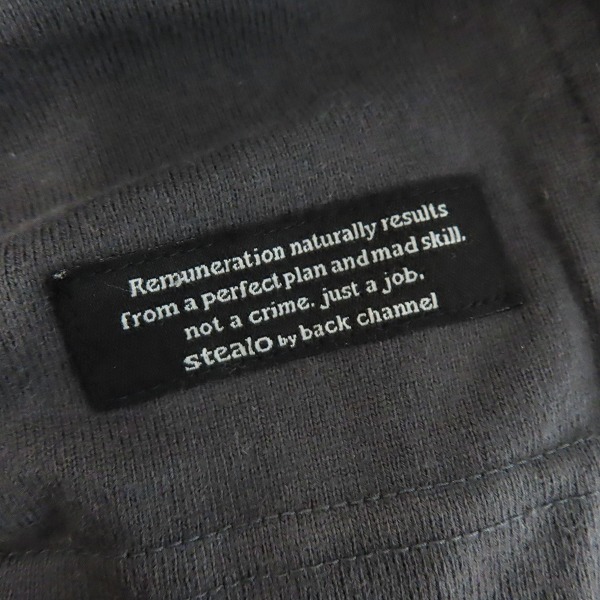 Remuneration naturally results
from a perfect plan and mad skill.
not a crime. just a job.
stealo by back channel